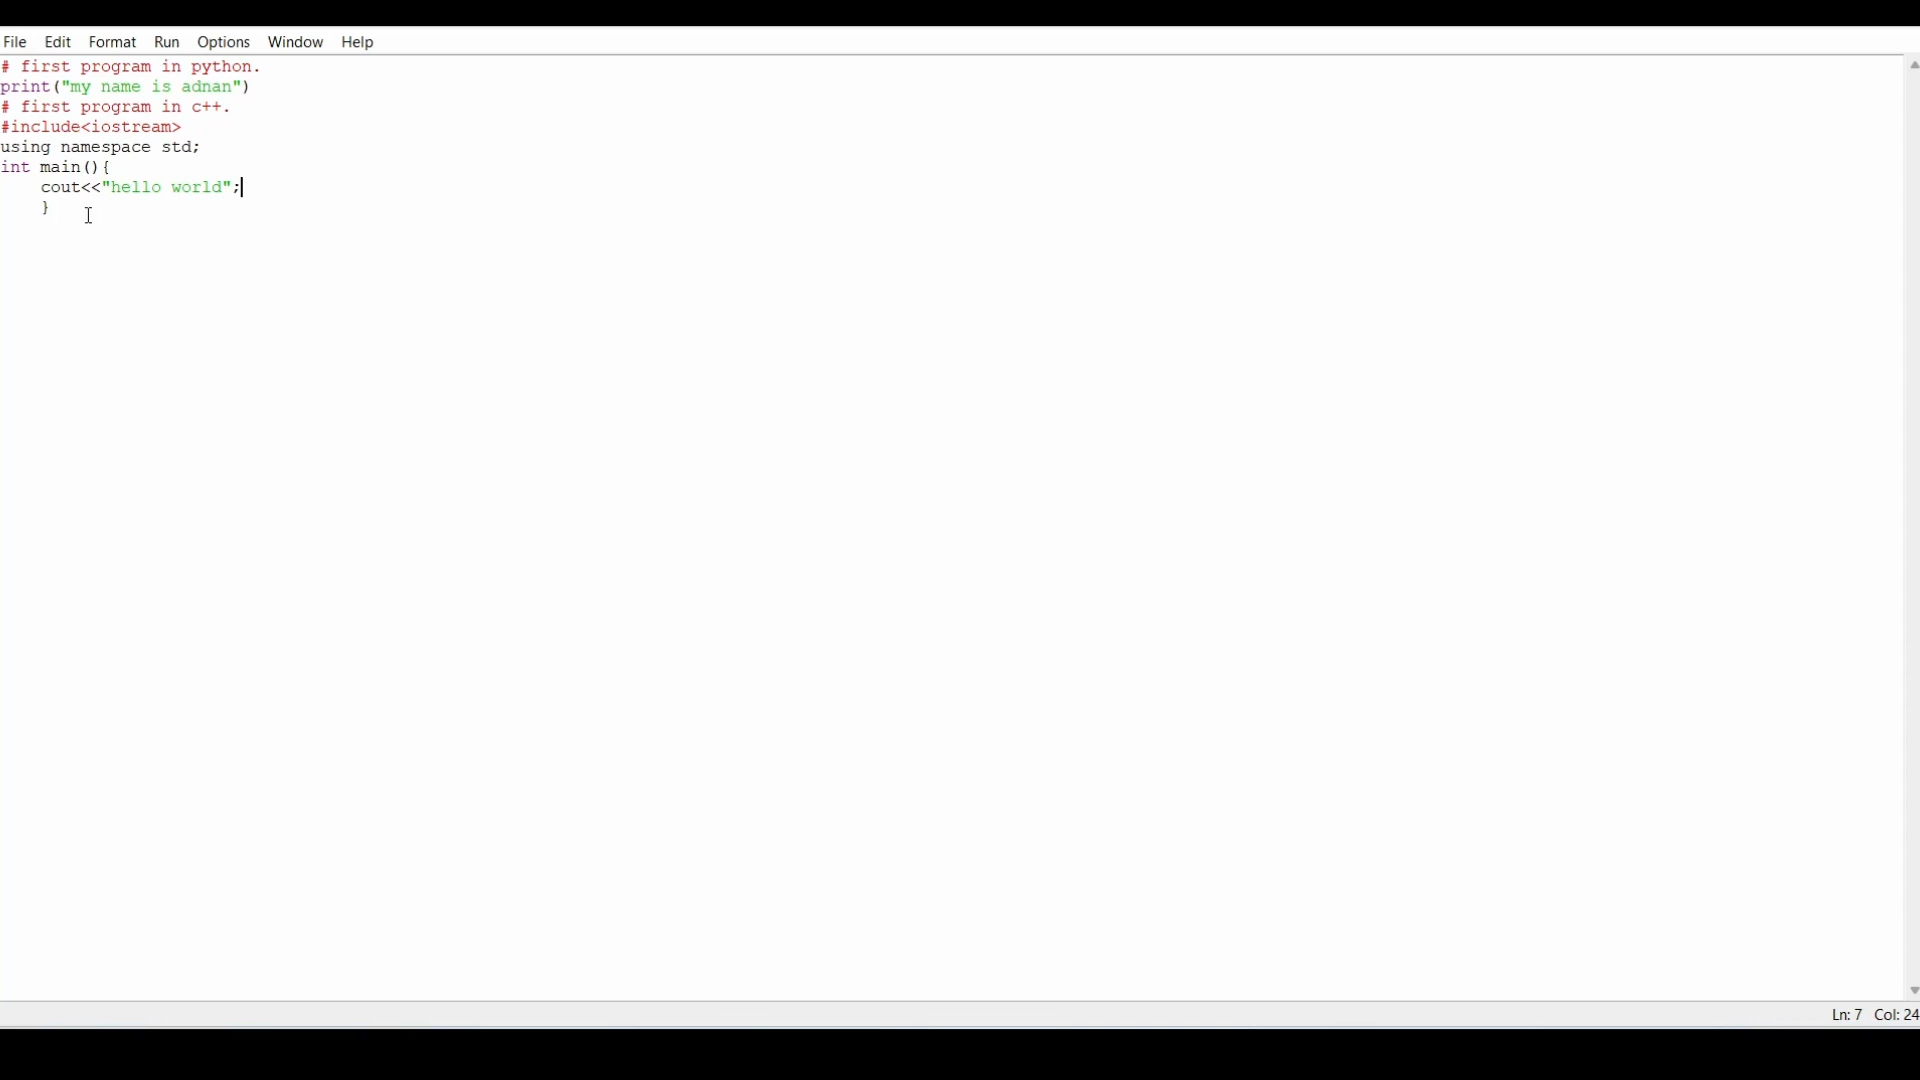 File Edit Format Run Options Window Help
# first program in python.
print("my name is adnan")
# first program in c++.
#include<iostream>
using namespace std;
int main(){
    cout<<"hello world";
    }
Ln: 7 Col: 24